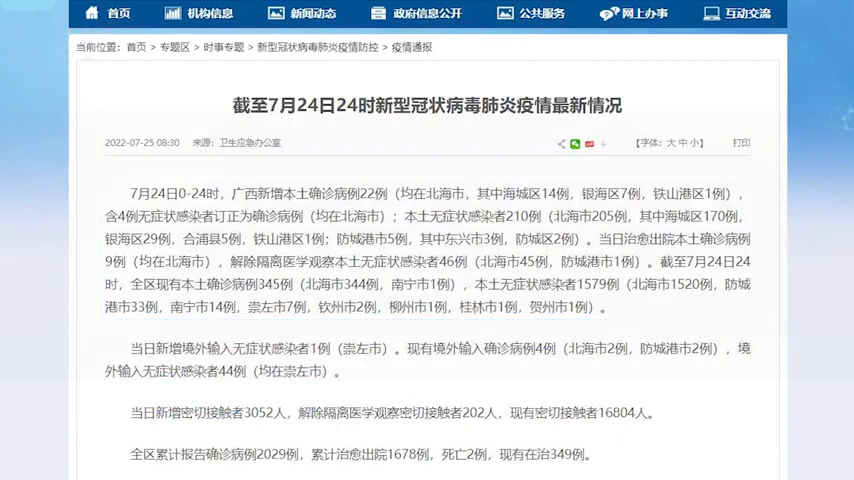 首页 机构信息 新闻动态 政府信息公开 公共服务 网上办事 互动交流
当前位置：首页 > 专题区 > 时事专题 > 新型冠状病毒肺炎疫情防控 > 疫情通报
截至7月24日24时新型冠状病毒肺炎疫情最新情况
2022-07-25 08:30 来源：卫生应急办公室 【字体：大 中 小】 打印
7月24日0-24时，广西新增本土确诊病例22例（均在北海市，其中海城区14例，银海区7例，铁山港区1例），
含4例无症状感染者订正为确诊病例（均在北海市）；本土无症状感染者210例（北海市205例，其中海城区170例，
银海区29例，合浦县5例，铁山港区1例；防城港市5例，其中东兴市3例，防城区2例）。当日治愈出院本土确诊病例
9例（均在北海市），解除隔离医学观察本土无症状感染者46例（北海市45例，防城港市1例）。截至7月24日24
时，全区现有本土确诊病例345例（北海市344例，南宁市1例），本土无症状感染者1579例（北海市1520例，防城
港市33例，南宁市14例，崇左市7例，钦州市2例，柳州市1例，桂林市1例，贺州市1例）。
当日新增境外输入无症状感染者1例（崇左市）。现有境外输入确诊病例4例（北海市2例，防城港市2例），境
外输入无症状感染者44例（均在崇左市）。
当日新增密切接触者3052人，解除隔离医学观察密切接触者202人，现有密切接触者16804人。
全区累计报告确诊病例2029例，累计治愈出院1678例，死亡2例，现有在治349例。